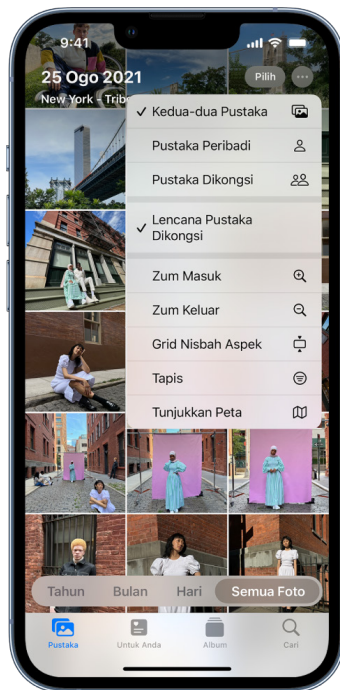 9:41
25 Ogo 2021
Pilih
New York - Tribe
Kedua-dua Pustaka
Pustaka Peribadi
Pustaka Dikongsi
Lencana Pustaka
Dikongsi
Zum Masuk
Zum Keluar
Grid Nisbah Aspek
Tapis
Tunjukkan Peta
Tahun
Bulan
Hari
Semua Foto
Pustaka
Untuk Anda
Album
Cari